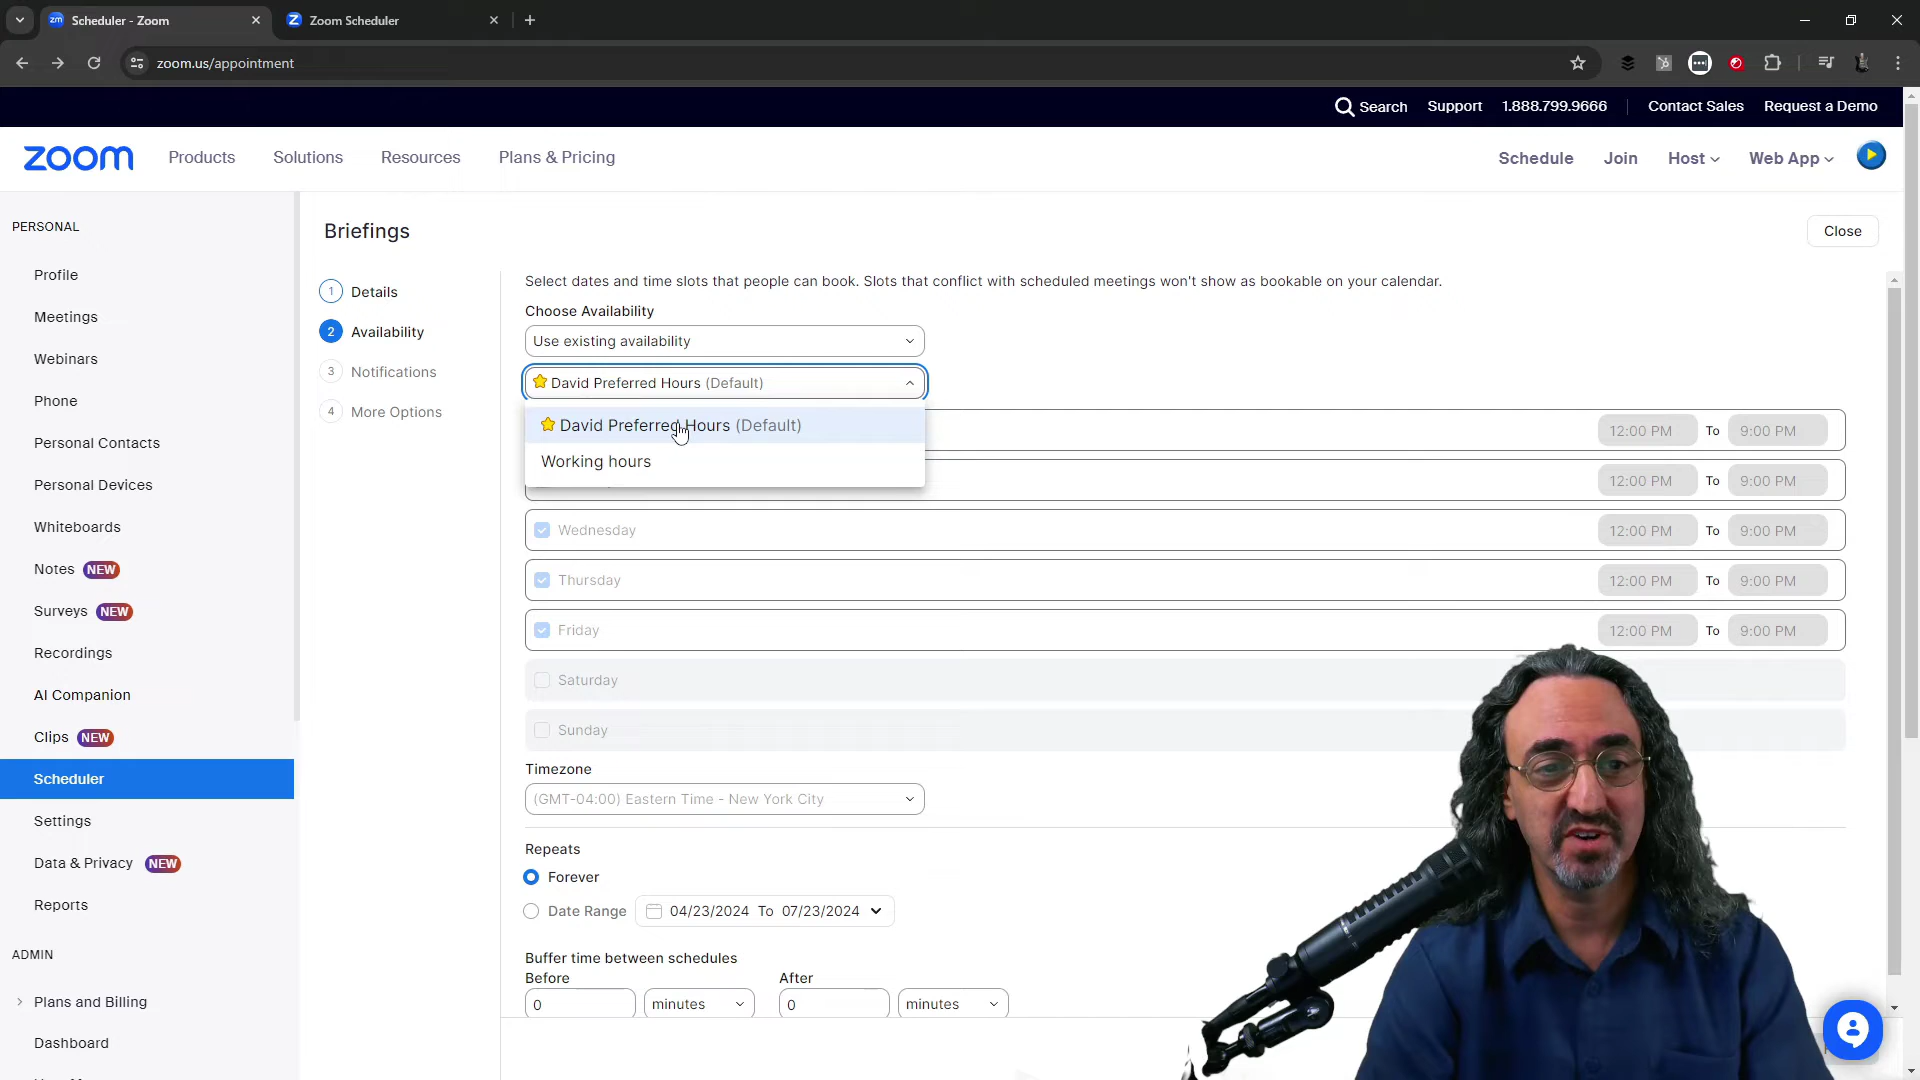 Scheduler - Zoom
Zoom Scheduler
zoom.us/appointment
Search Support 1.888.799.9666 Contact Sales Request a Demo
zoom Products Solutions Resources Plans & Pricing Schedule Join Host Web App
PERSONAL
Profile
Meetings
Webinars
Phone
Personal Contacts
Personal Devices
Whiteboards
Notes NEW
Surveys NEW
Recordings
AI Companion
Clips NEW
Scheduler
Settings
Data & Privacy NEW
Reports
ADMIN
Plans and Billing
Dashboard
Briefings
Close
1 Details
2 Availability
3 Notifications
4 More Options
Select dates and time slots that people can book. Slots that conflict with scheduled meetings won't show as bookable on your calendar.
Choose Availability
Use existing availability
David Preferred Hours (Default)
David Preferred Hours (Default)
Working hours
12:00 PM To 9:00 PM
12:00 PM To 9:00 PM
Wednesday 12:00 PM To 9:00 PM
Thursday 12:00 PM To 9:00 PM
Friday 12:00 PM To 9:00 PM
Saturday
Sunday
Timezone
(GMT-04:00) Eastern Time - New York City
Repeats
Forever
Date Range 04/23/2024 To 07/23/2024
Buffer time between schedules
Before After
0 minutes 0 minutes